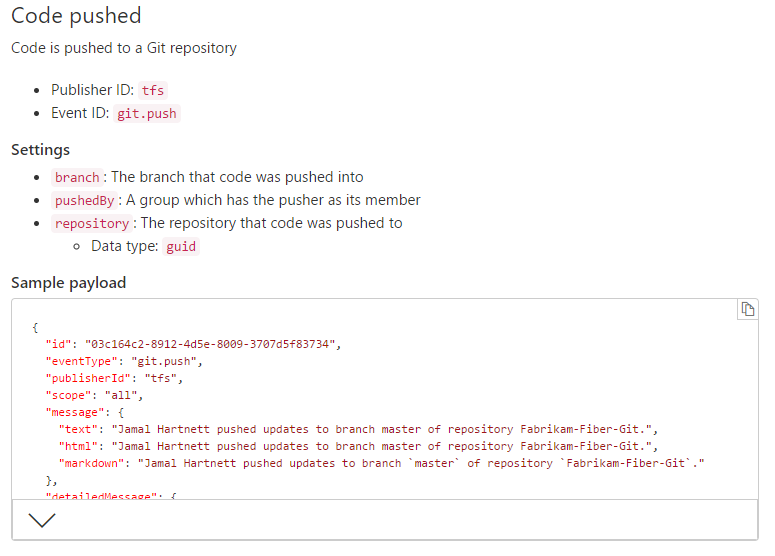 Code pushed
Code is pushed to a Git repository
Publisher ID: tfs
Event ID: git.push
Settings
branch: The branch that code was pushed into
pushedBy: A group which has the pusher as its member
repository: The repository that code was pushed to
Data type: guid
Sample payload
{
"id": "03c164c2-8912-4d5e-8009-3707d5f83734",
"eventType": "git.push",
"publisherId": "tfs",
"scope": "all",
"message": {
"text": "Jamal Hartnett pushed updates to branch master of repository Fabrikam-Fiber-Git.",
"html": "Jamal Hartnett pushed updates to branch master of repository Fabrikam-Fiber-Git.",
"markdown": "Jamal Hartnett pushed updates to branch `master` of repository `Fabrikam-Fiber-Git`."
},
"detailedMessage": {